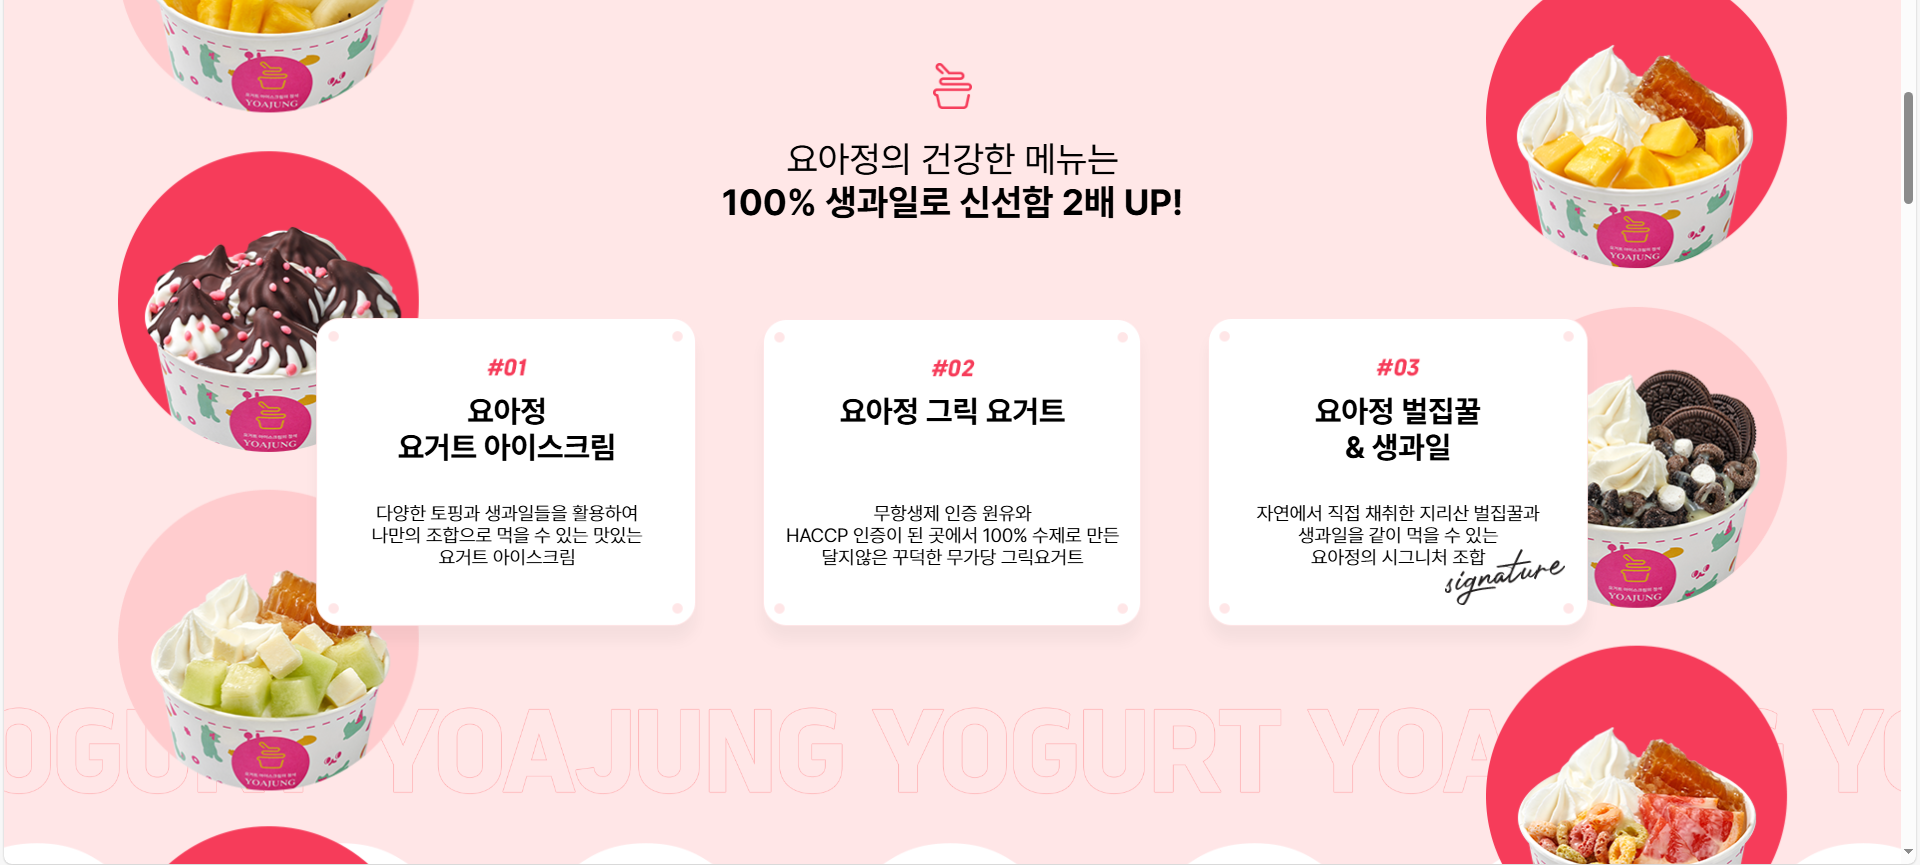 YOAJUNG
요아정의 건강한 메뉴는
100% 생과일로 신선함 2배 UP!
YOAJUNG
YOAJUNG
#01
요아정
요거트 아이스크림
다양한 토핑과 생과일들을 활용하여
나만의 조합으로 먹을 수 있는 맛있는
요거트 아이스크림
#02
요아정 그릭 요거트
무항생제 인증 원유와
HACCP 인증이 된 곳에서 100% 수제로 만든
달지않은 꾸덕한 무가당 그릭요거트
#03
요아정 벌집꿀
& 생과일
자연에서 직접 채취한 지리산 벌집꿀과
생과일을 같이 먹을 수 있는
요아정의 시그니처 조합
signature
YOAJUNG
YOAJUNG
YOAJUNG YOGURT